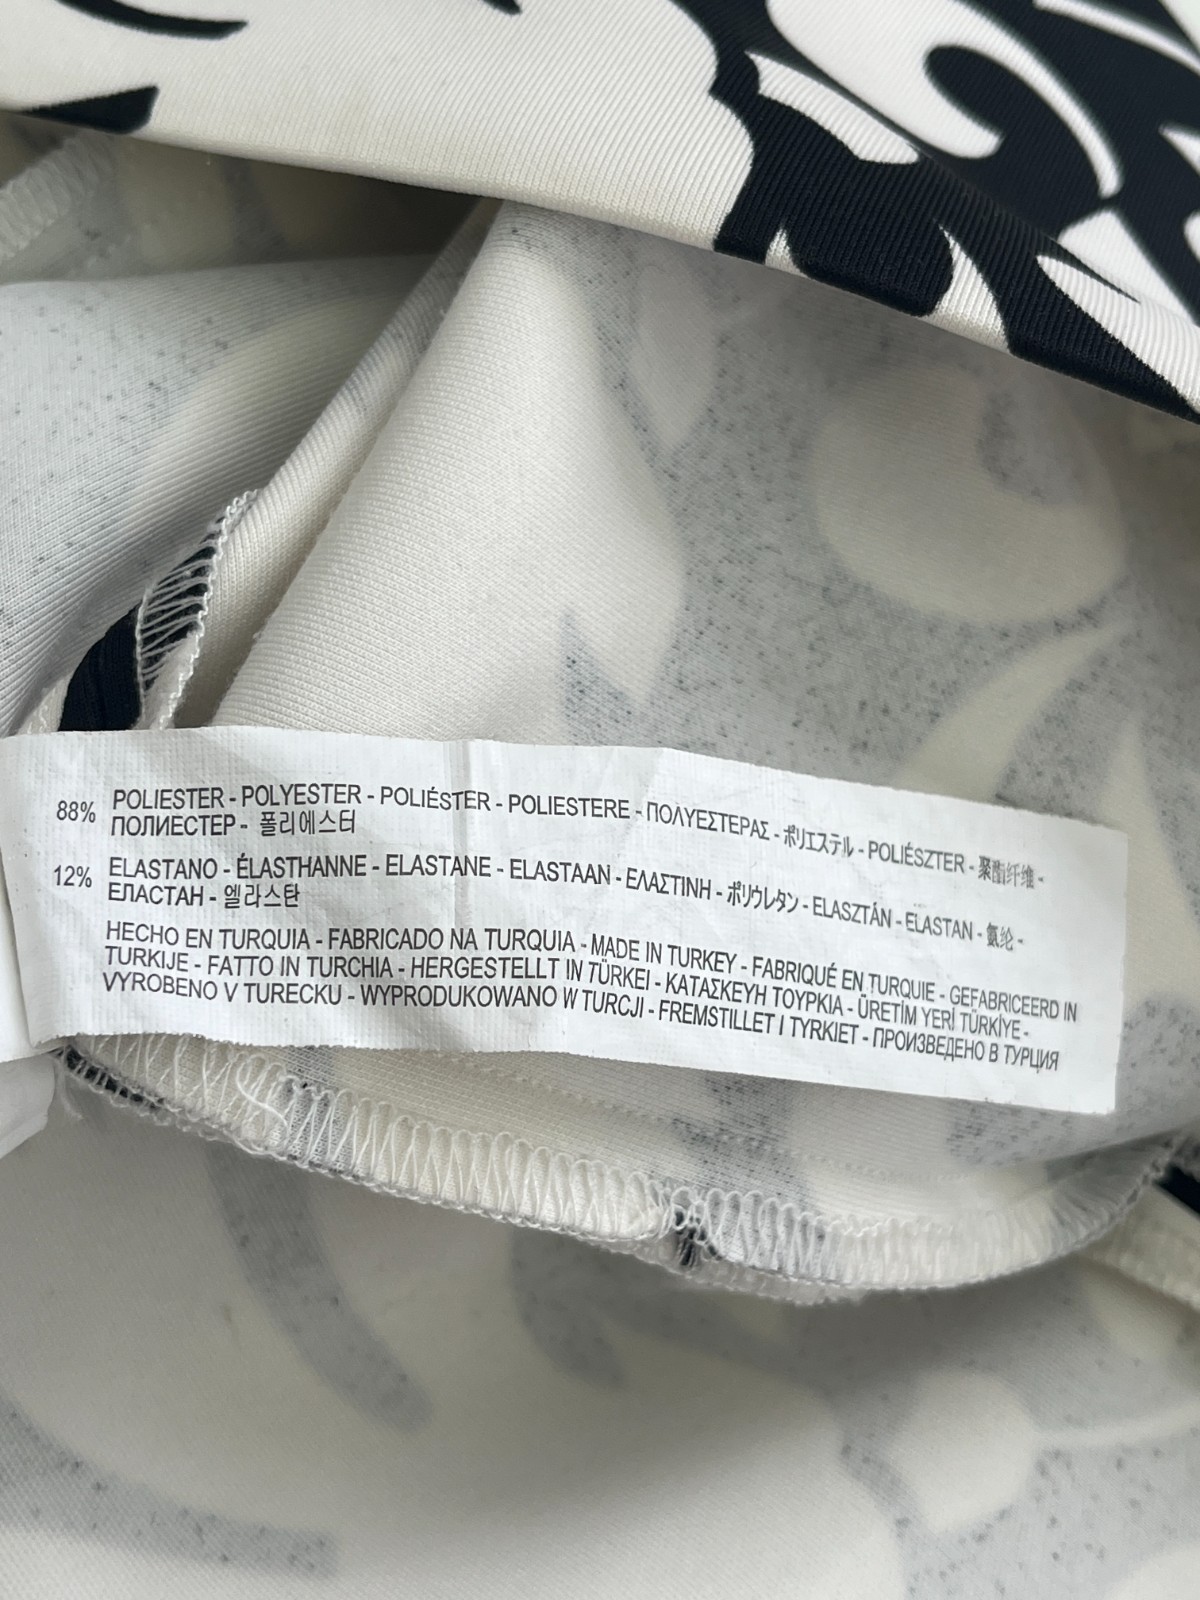 88% POLIESTER - POLYESTER - POLIÉSTER - POLIESTERE - ΠΟΛΥΕΣΤΕΡΑΣ - ポリエステル - POLIÉSZTER - 聚酯纤维 -
ПОЛИЕСТЕР - 폴리에스터
12% ELASTANO - ÉLASTHANNE - ELASTANE - ELASTAAN - ΕΛΑΣΤΙΝΗ - ポリウレタン - ELASZTÁN - ELASTAN - 氨纶 -
ЕЛАСТАН - 엘라스탄
HECHO EN TURQUIA - FABRICADO NA TURQUIA - MADE IN TURKEY - FABRIQUÉ EN TURQUIE - GEFABRICEERD IN
TURKIJE - FATTO IN TURCHIA - HERGESTELLT IN TÜRKEI - ΚΑΤΑΣΚΕΥΗ ΤΟΥΡΚΙΑ - ÜRETİM YERİ TÜRKİYE -
VYROBENO V TURECKU - WYPRODUKOWANO W TURCJI - FREMSTILLET I TYRKIET - ПРОИЗВЕДЕНО В ТУРЦИЯ